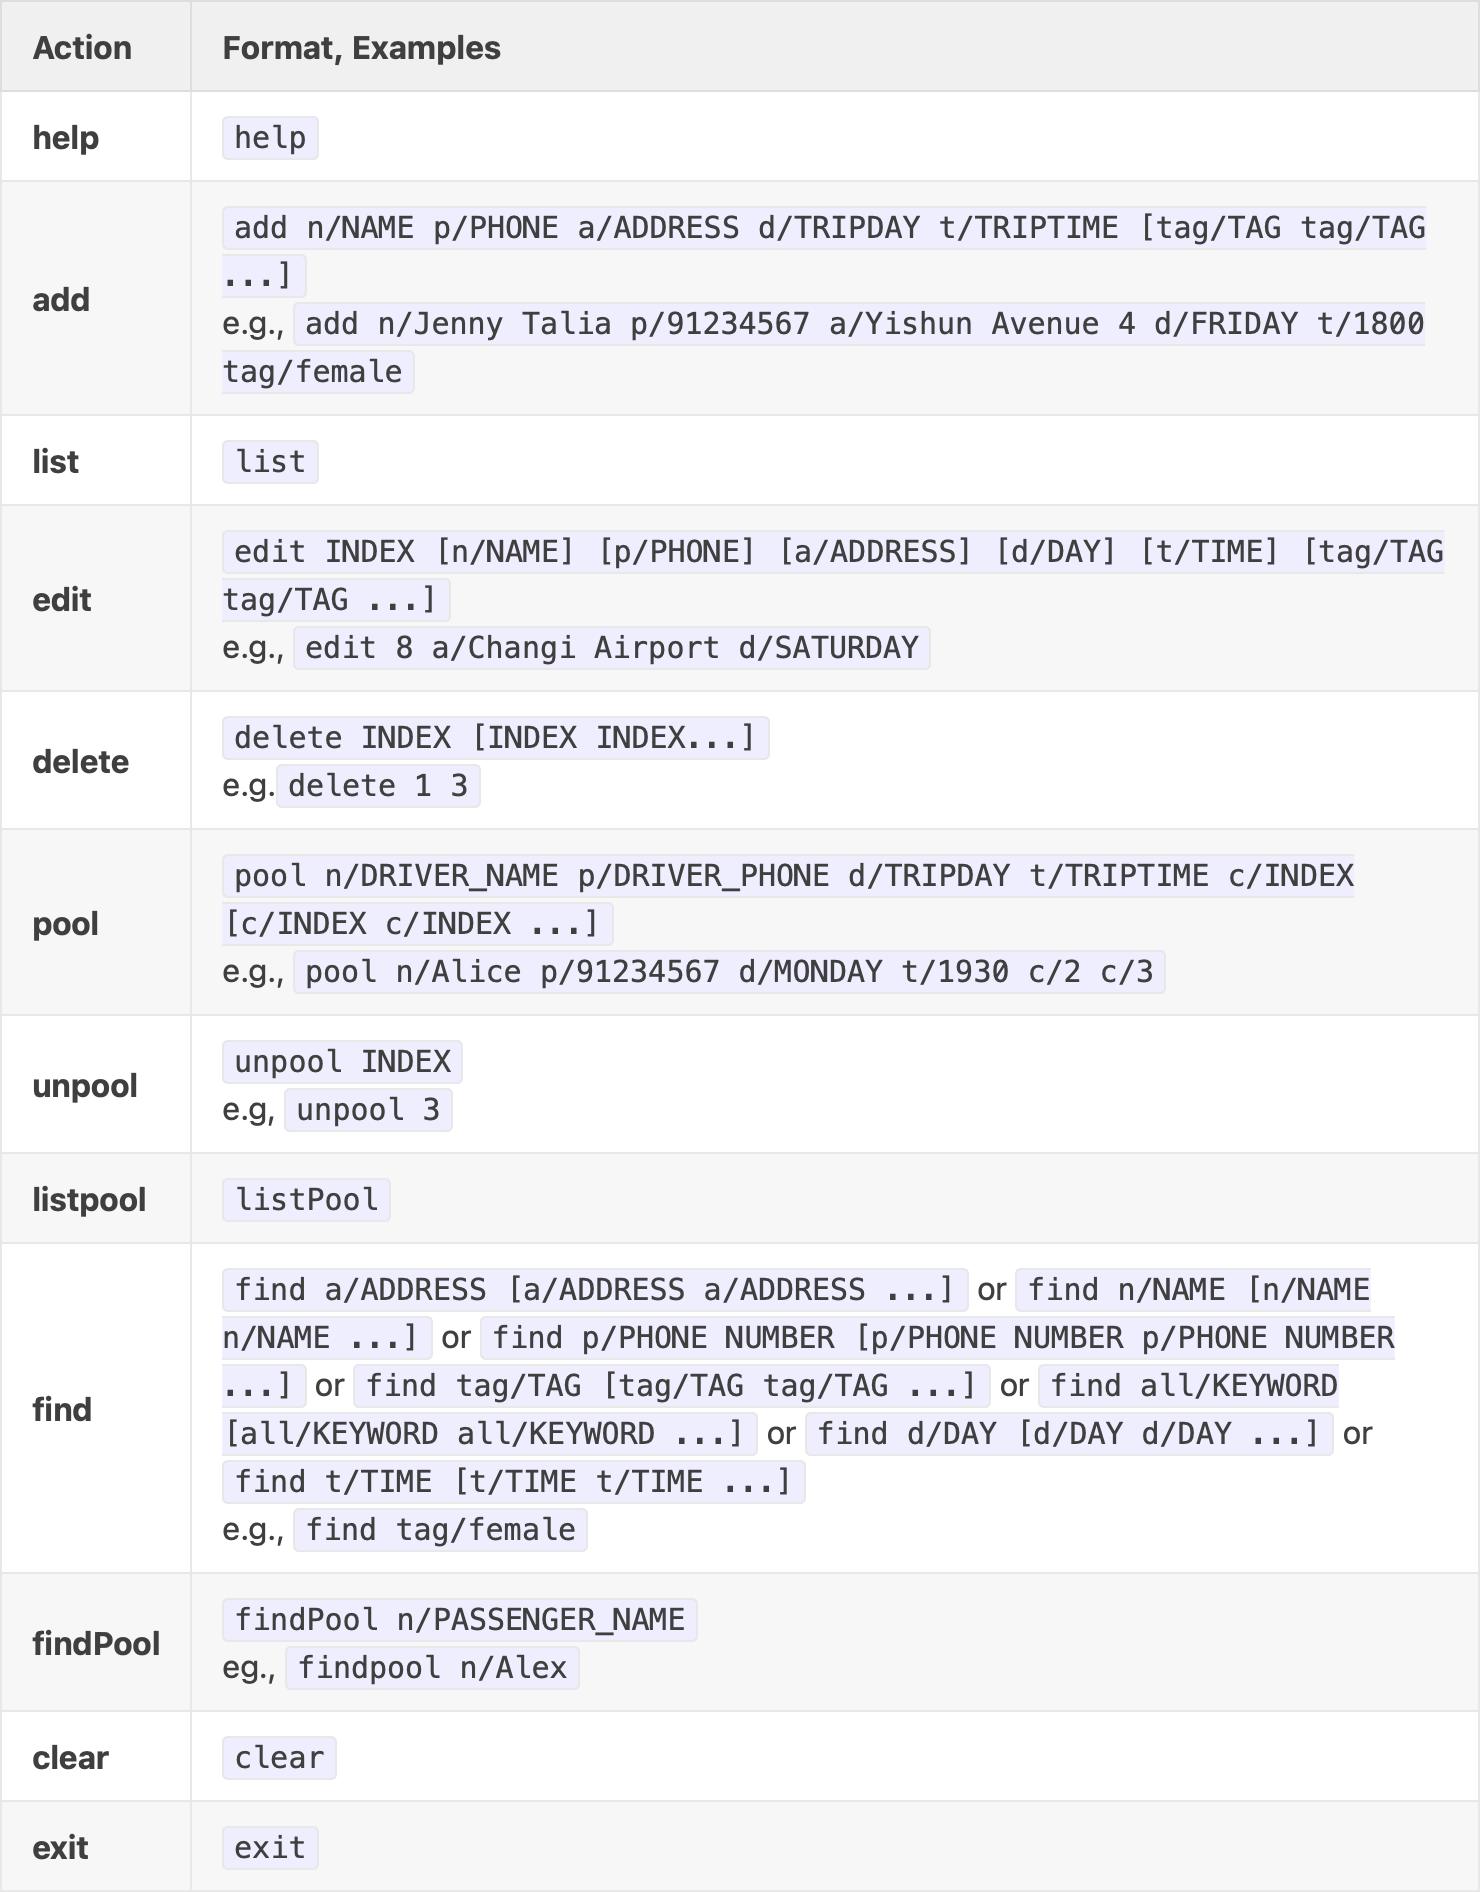 Action Format, Examples
help help
add n/NAME p/PHONE a/ADDRESS d/TRIPDAY t/TRIPTIME [tag/TAG tag/TAG
...]
add
e.g., add n/Jenny Talia p/91234567 a/Yishun Avenue 4 d/FRIDAY t/1800
tag/female
list list
edit INDEX [n/NAME] [p/PHONE] [a/ADDRESS] [d/DAY] [t/TIME] [tag/TAG
edit tag/TAG ...]
e.g., edit 8 a/Changi Airport d/SATURDAY
delete INDEX [INDEX INDEX...]
delete
e.g. delete 1 3
pool n/DRIVER_NAME p/DRIVER_PHONE d/TRIPDAY t/TRIPTIME c/INDEX
pool [c/INDEX c/INDEX ...]
e.g., pool n/Alice p/91234567 d/MONDAY t/1930 c/2 c/3
unpool INDEX
unpool
e.g, unpool 3
listpool listPool
find a/ADDRESS [a/ADDRESS a/ADDRESS ...] or find n/NAME [n/NAME
n/NAME ...] or find p/PHONE NUMBER [p/PHONE NUMBER p/PHONE NUMBER
...] or find tag/TAG [tag/TAG tag/TAG ...] or find all/KEYWORD
find
[all/KEYWORD all/KEYWORD ...] or find d/DAY [d/DAY d/DAY ...] or
find t/TIME [t/TIME t/TIME ...]
e.g., find tag/female
findPool n/PASSENGER_NAME
findPool
eg., findpool n/Alex
clear clear
exit exit